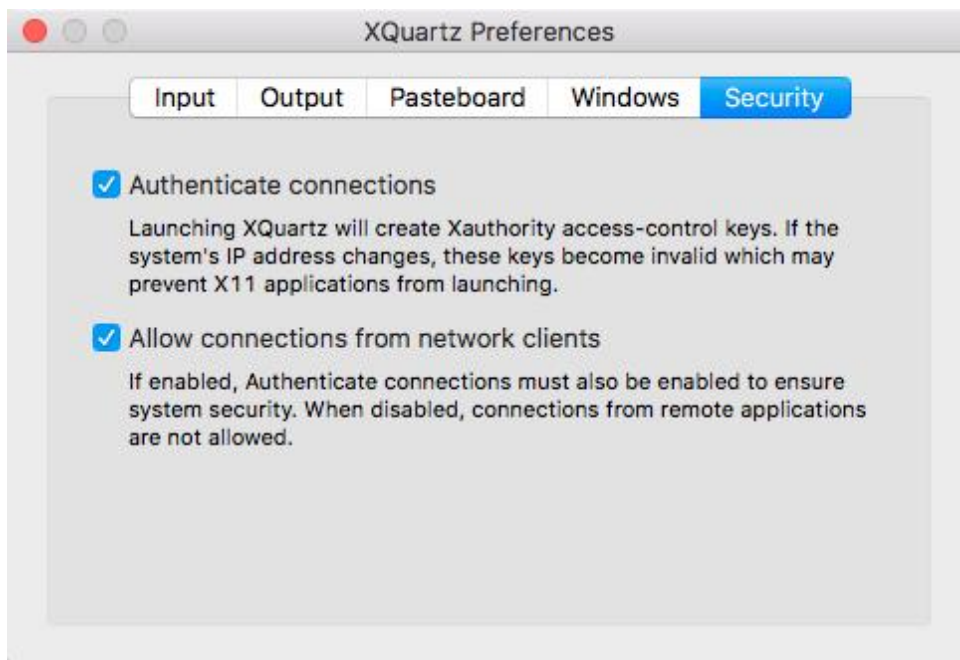 XQuartz Preferences
Input Output Pasteboard Windows Security
Authenticate connections
Launching XQuartz will create Xauthority access-control keys. If the
system's IP address changes, these keys become invalid which may
prevent X11 applications from launching.
Allow connections from network clients
If enabled, Authenticate connections must also be enabled to ensure
system security. When disabled, connections from remote applications
are not allowed.